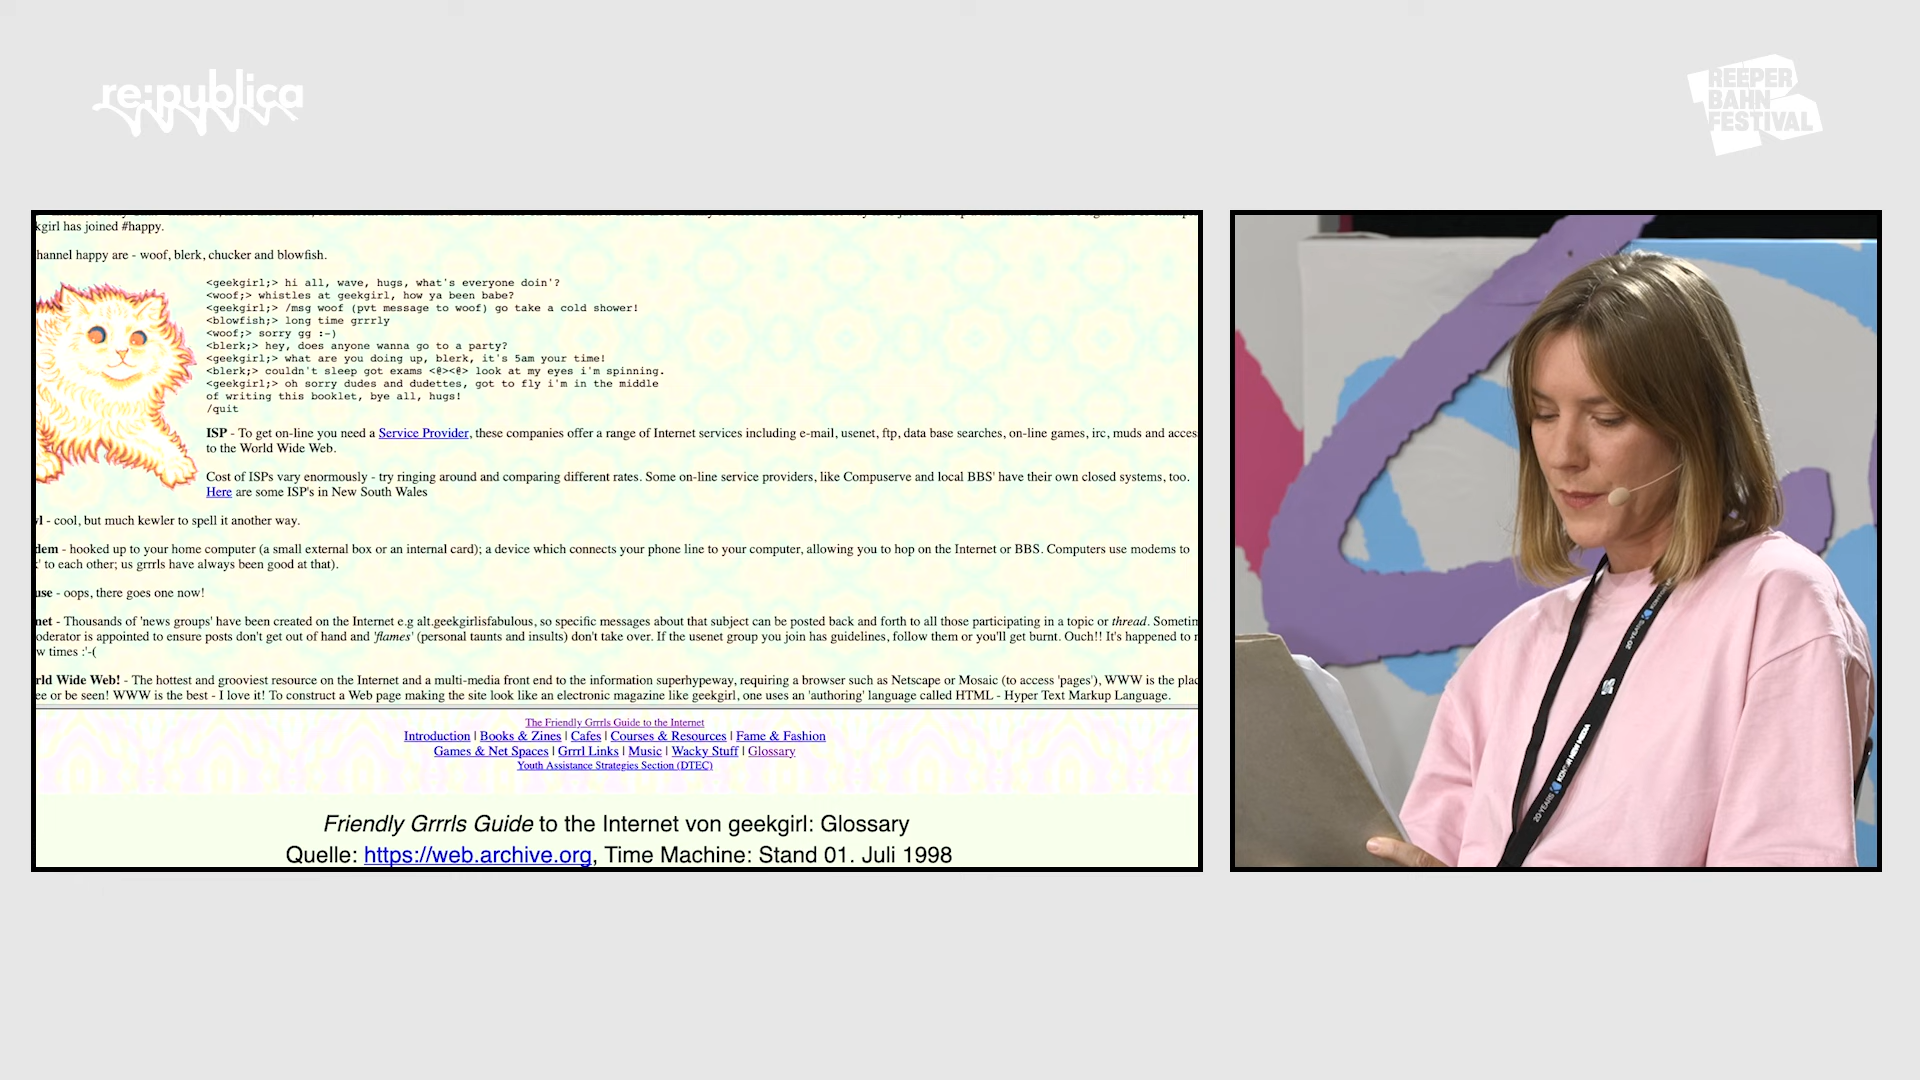 re:publica
REEPER
BAHN
FESTIVAL
kgirl has joined #happy.
hannel happy are - woof, blerk, chucker and blowfish.
<geekgirl;> hi all, wave, hugs, what's everyone doin'?
<woof;> whistles at geekgirl, how ya been babe?
<geekgirl;> /msg woof (pvt message to woof) go take a cold shower!
<blowfish;> long time grrrly
<woof;> sorry gg :-)
<blerk;> hey, does anyone wanna go to a party?
<geekgirl;> what are you doing up, blerk, it's 5am your time!
<blerk;> couldn't sleep got exams <@><@> look at my eyes i'm spinning.
<geekgirl;> oh sorry dudes and dudettes, got to fly i'm in the middle
of writing this booklet, bye all, hugs!
/quit
ISP - To get on-line you need a Service Provider, these companies offer a range of Internet services including e-mail, usenet, ftp, data base searches, on-line games, irc, muds and acces
to the World Wide Web.
Cost of ISPs vary enormously - try ringing around and comparing different rates. Some on-line service providers, like Compuserve and local BBS' have their own closed systems, too.
Here are some ISP's in New South Wales
l - cool, but much kewler to spell it another way.
dem - hooked up to your home computer (a small external box or an internal card); a device which connects your phone line to your computer, allowing you to hop on the Internet or BBS. Computers use modems to
' to each other; us grrrls have always been good at that).
use - oops, there goes one now!
net - Thousands of 'news groups' have been created on the Internet e.g alt.geekgirlisfabulous, so specific messages about that subject can be posted back and forth to all those participating in a topic or thread. Sometim
oderator is appointed to ensure posts don't get out of hand and 'flames' (personal taunts and insults) don't take over. If the usenet group you join has guidelines, follow them or you'll get burnt. Ouch!! It's happened to
w times :'-(
rld Wide Web! - The hottest and grooviest resource on the Internet and a multi-media front end to the information superhypeway, requiring a browser such as Netscape or Mosaic (to access 'pages'), WWW is the plac
ee or be seen! WWW is the best - I love it! To construct a Web page making the site look like an electronic magazine like geekgirl, one uses an 'authoring' language called HTML - Hyper Text Markup Language.
The Friendly Grrrls Guide to the Internet
Introduction | Books & Zines | Cafes | Courses & Resources | Fame & Fashion
Games & Net Spaces | Grrrl Links | Music | Wacky Stuff | Glossary
Youth Assistance Strategies Section (DTEC)
Friendly Grrrls Guide to the Internet von geekgirl: Glossary
Quelle: https://web.archive.org, Time Machine: Stand 01. Juli 1998
20 YEARS
20 YEARS